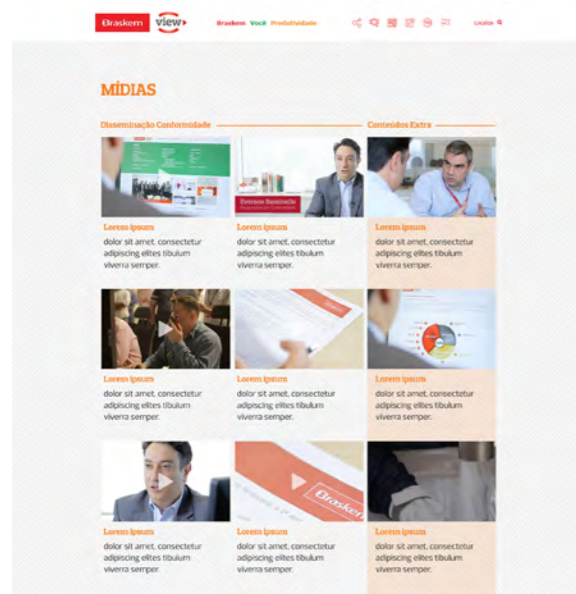 Braskem view Braskem Você Produtividade Localize
MÍDIAS
Disseminação Conformidade
Conteúdos Extra
Lorem ipsum
dolor sit amet, consectetur
adipiscing elites tibulum
viverra semper.
Lorem ipsum
dolor sit amet, consectetur
adipiscing elites tibulum
viverra semper.
Lorem ipsum
dolor sit amet, consectetur
adipiscing elites tibulum
viverra semper.
Lorem ipsum
dolor sit amet, consectetur
adipiscing elites tibulum
viverra semper.
Lorem ipsum
dolor sit amet, consectetur
adipiscing elites tibulum
viverra semper.
Lorem ipsum
dolor sit amet, consectetur
adipiscing elites tibulum
viverra semper.
Braskem
Lorem ipsum
dolor sit amet, consectetur
adipiscing elites tibulum
viverra semper.
Lorem ipsum
dolor sit amet, consectetur
adipiscing elites tibulum
viverra semper.
Lorem ipsum
dolor sit amet, consectetur
adipiscing elites tibulum
viverra semper.